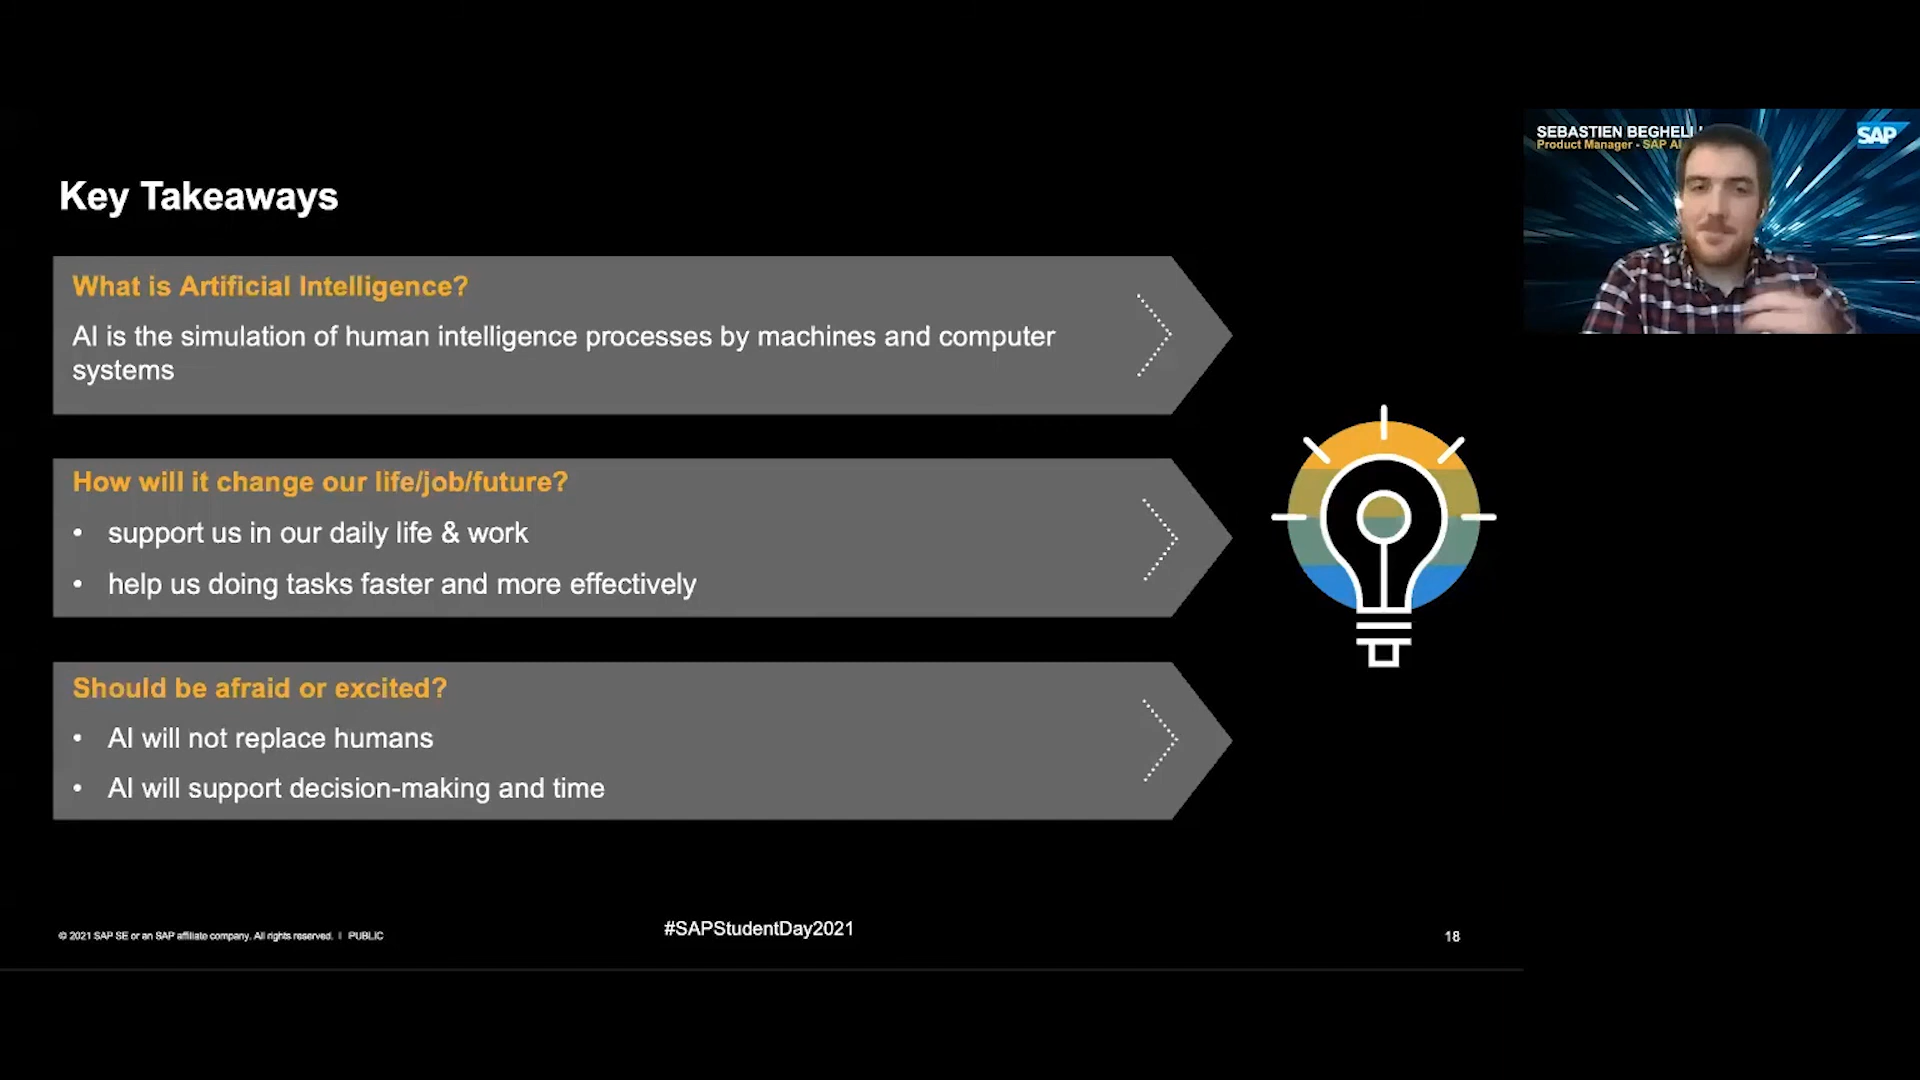 SEBASTIEN BEGHELL
Product Manager - SAP AI
SAP
Key Takeaways
What is Artificial Intelligence?
AI is the simulation of human intelligence processes by machines and computer
systems
How will it change our life/job/future?
• support us in our daily life & work
• help us doing tasks faster and more effectively
Should be afraid or excited?
• AI will not replace humans
• AI will support decision-making and time
© 2021 SAP SE or an SAP affiliate company. All rights reserved. | PUBLIC
#SAPStudentDay2021
18